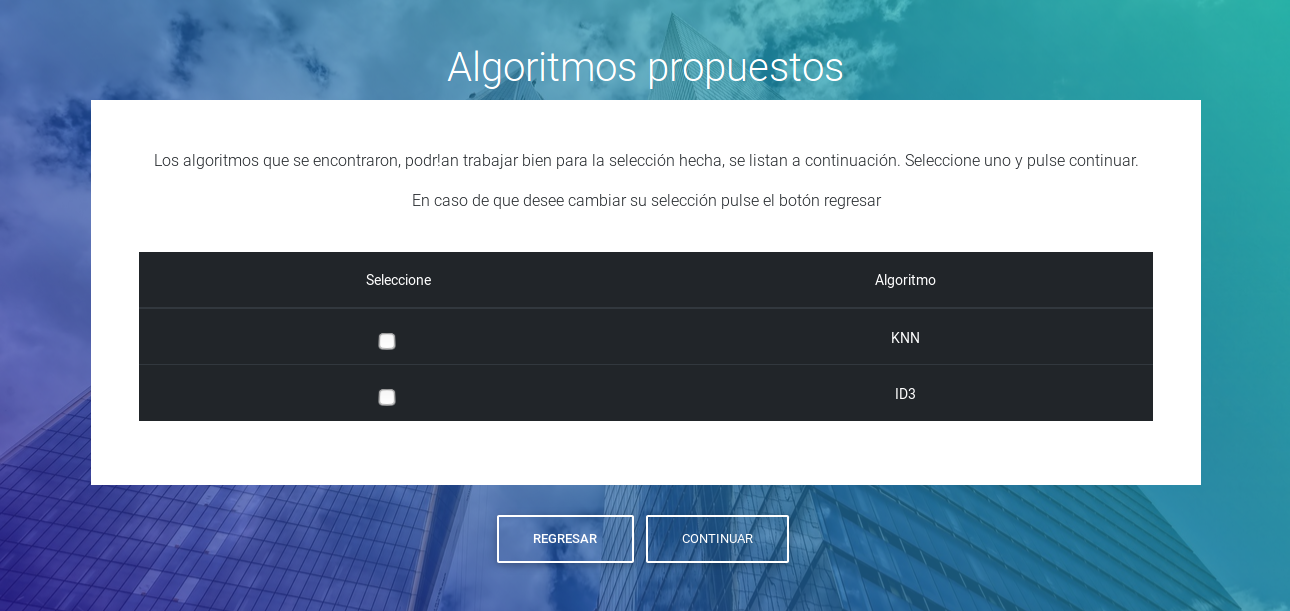 Algoritmos propuestos
Los algoritmos que se encontraron, podr!an trabajar bien para la selección hecha, se listan a continuación. Seleccione uno y pulse continuar.
En caso de que desee cambiar su selección pulse el botón regresar
Seleccione Algoritmo
KNN
ID3
REGRESAR CONTINUAR